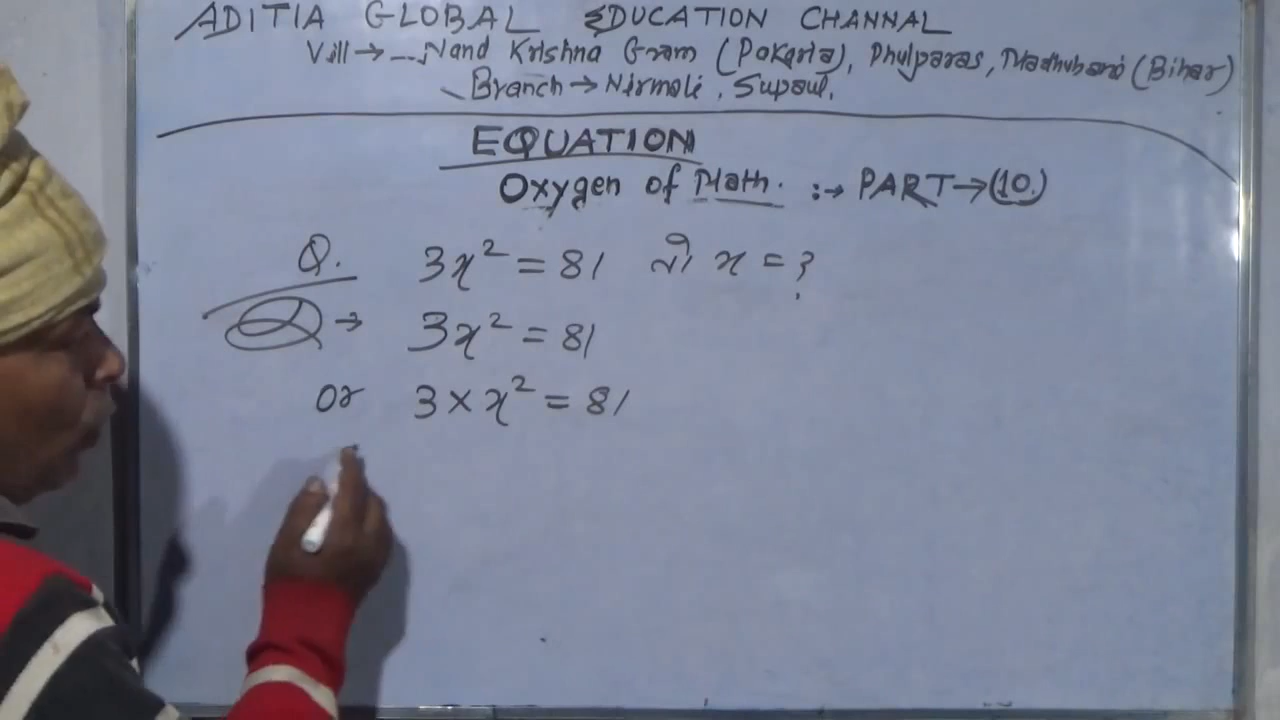 ADITIA GLOBAL EDUCATION CHANNAL
Vill → Nand Krishna Gram (Pokaria), Phulparas, Madhubani (Bihar)
Branch → Nirmali, Supaul.
EQUATION
Oxygen of Math. :→ PART→(10.)
Q. 3x² = 81 तो x = ?
→ 3x² = 81
or 3 × x² = 81